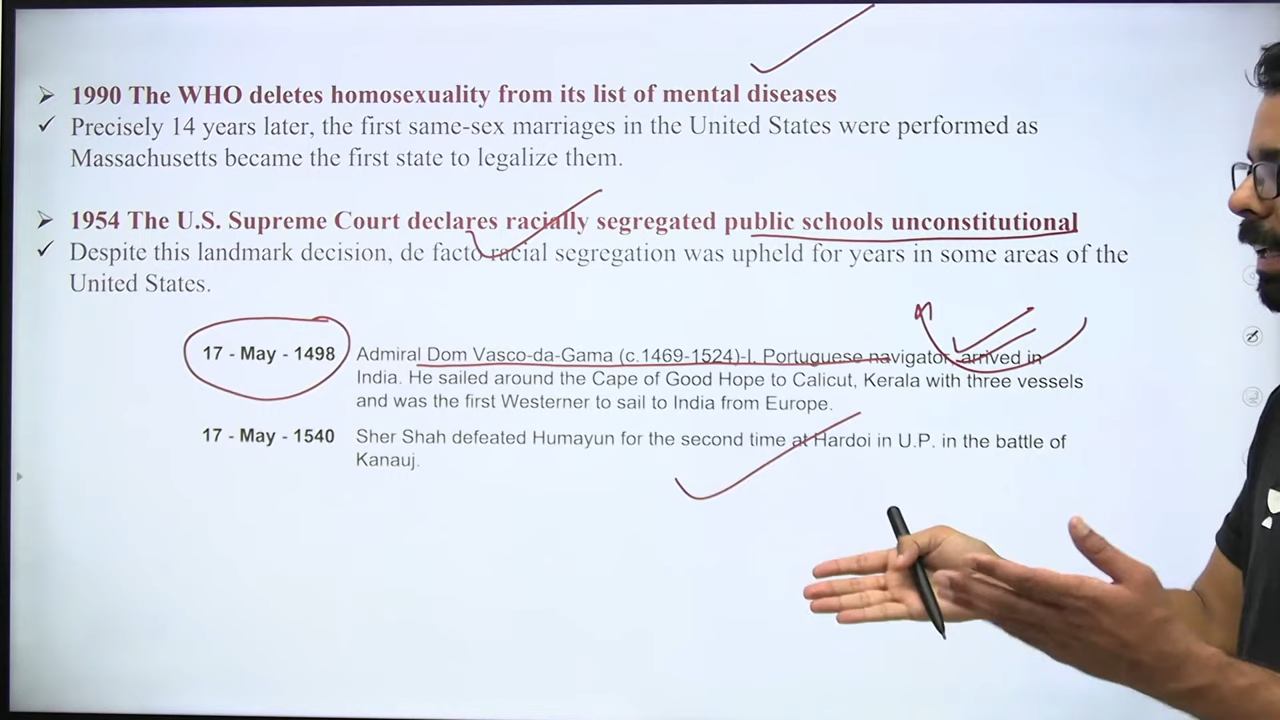 ➢ 1990 The WHO deletes homosexuality from its list of mental diseases
✓ Precisely 14 years later, the first same-sex marriages in the United States were performed as
Massachusetts became the first state to legalize them.
➢ 1954 The U.S. Supreme Court declares racially segregated public schools unconstitutional
✓ Despite this landmark decision, de facto racial segregation was upheld for years in some areas of the
United States.
17 - May - 1498 Admiral Dom Vasco-da-Gama (c.1469-1524)-I. Portuguese navigator, arrived in
India. He sailed around the Cape of Good Hope to Calicut, Kerala with three vessels
and was the first Westerner to sail to India from Europe.
17 - May - 1540 Sher Shah defeated Humayun for the second time at Hardoi in U.P. in the battle of
Kanauj.